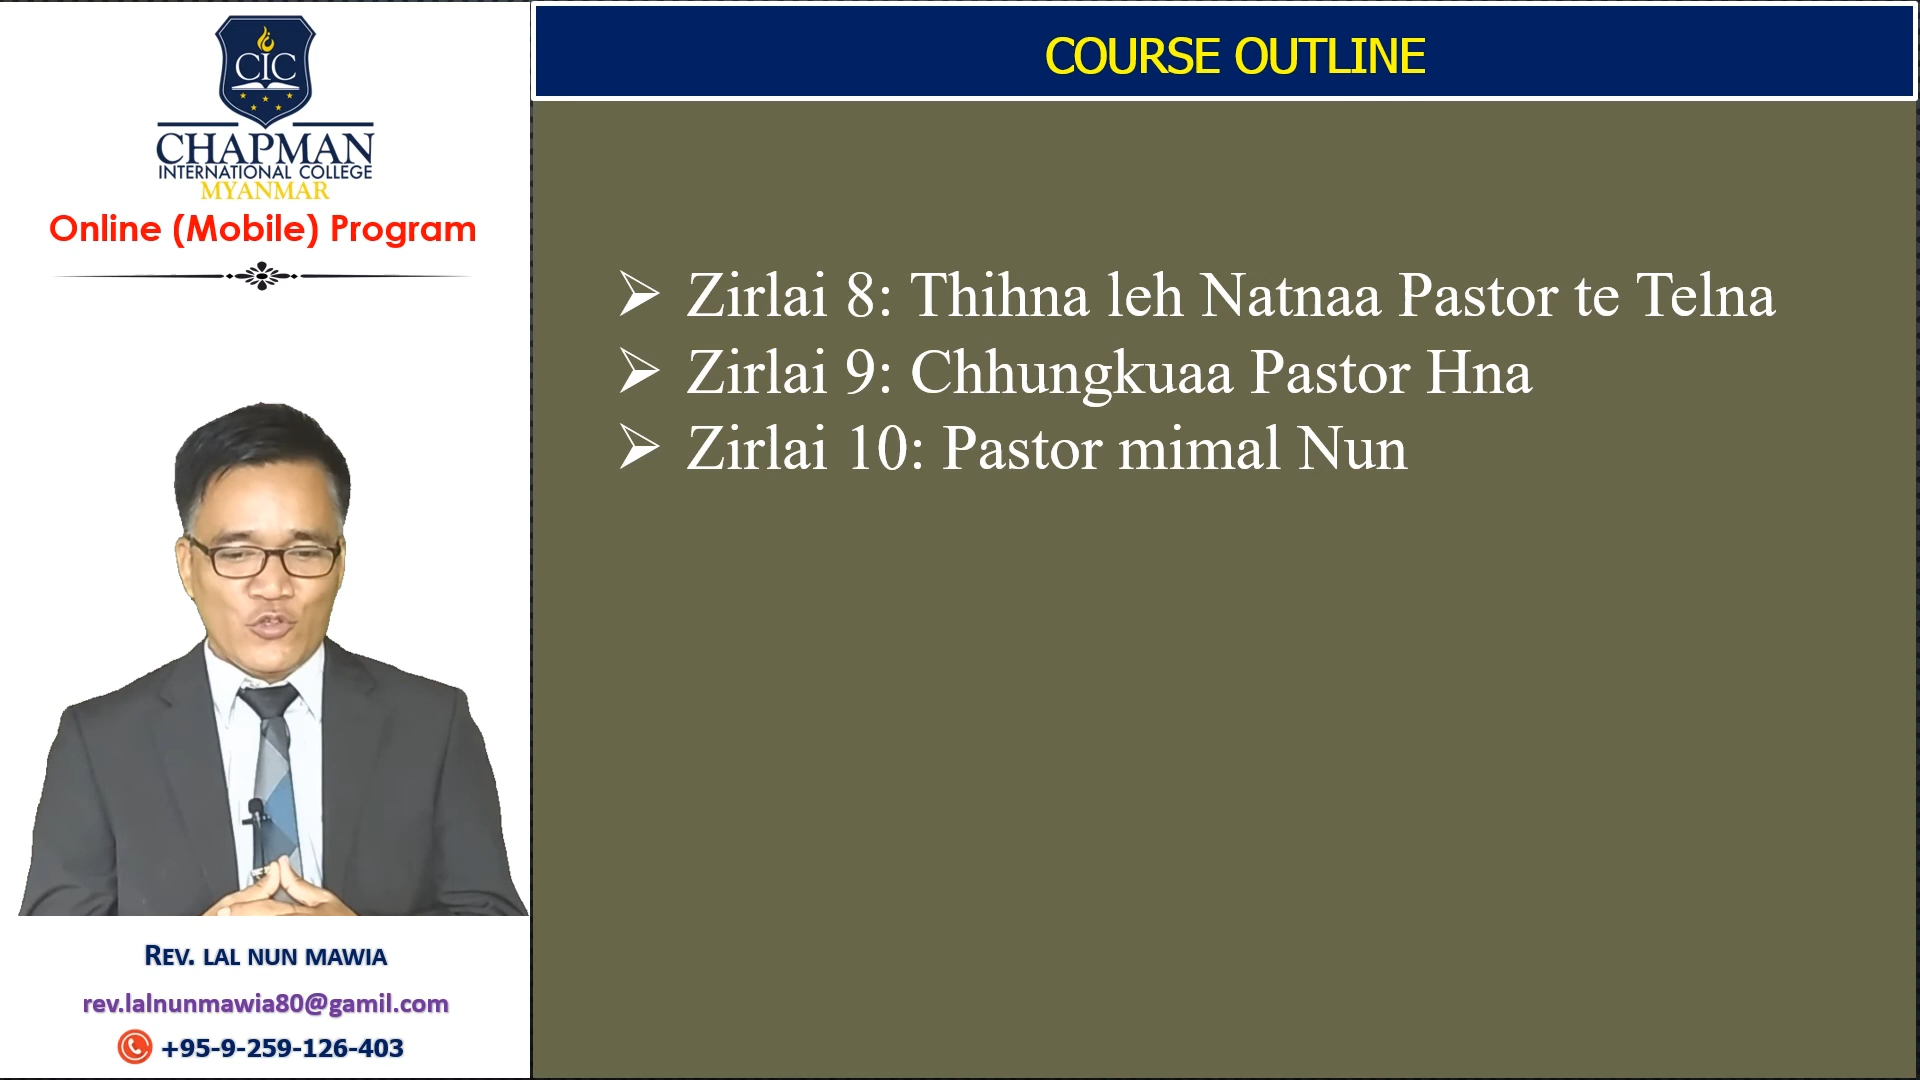 CIC
CHAPMAN
INTERNATIONAL COLLEGE
MYANMAR
Online (Mobile) Program
REV. LAL NUN MAWIA
rev.lalnunmawia80@gamil.com
+95-9-259-126-403
COURSE OUTLINE
➢ Zirlai 8: Thihna leh Natnaa Pastor te Telna
➢ Zirlai 9: Chhungkuaa Pastor Hna
➢ Zirlai 10: Pastor mimal Nun